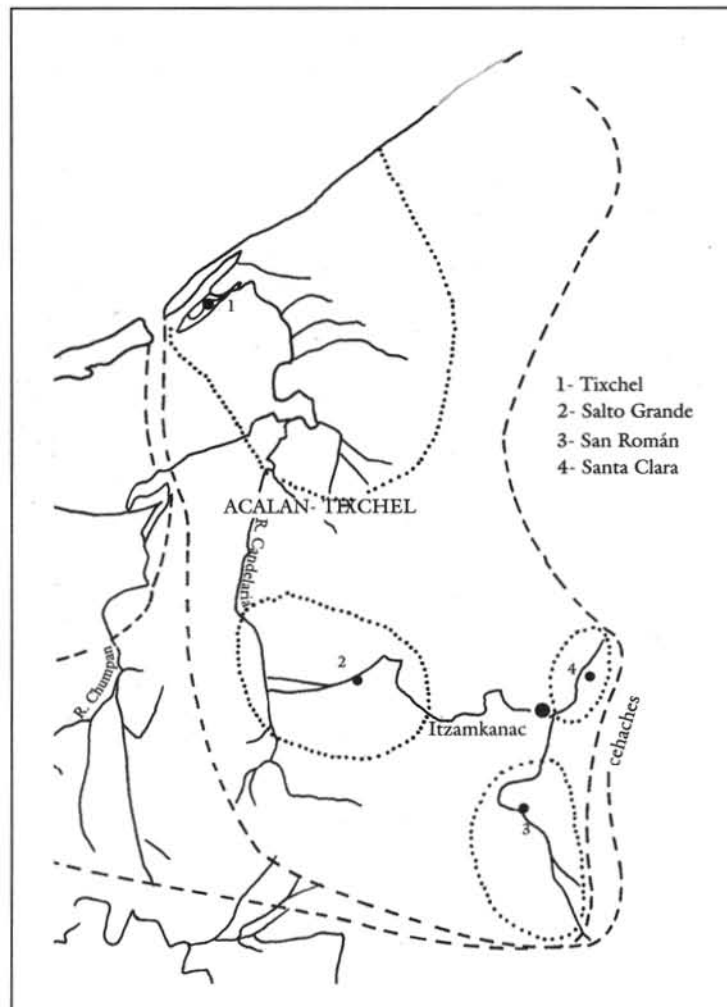 1
1- Tixchel
2- Salto Grande
3- San Román
4- Santa Clara
ACALAN- TIXCHEL
R. Candelaria
2
4
R. Chumpan
Itzamkanac
cehaches
3